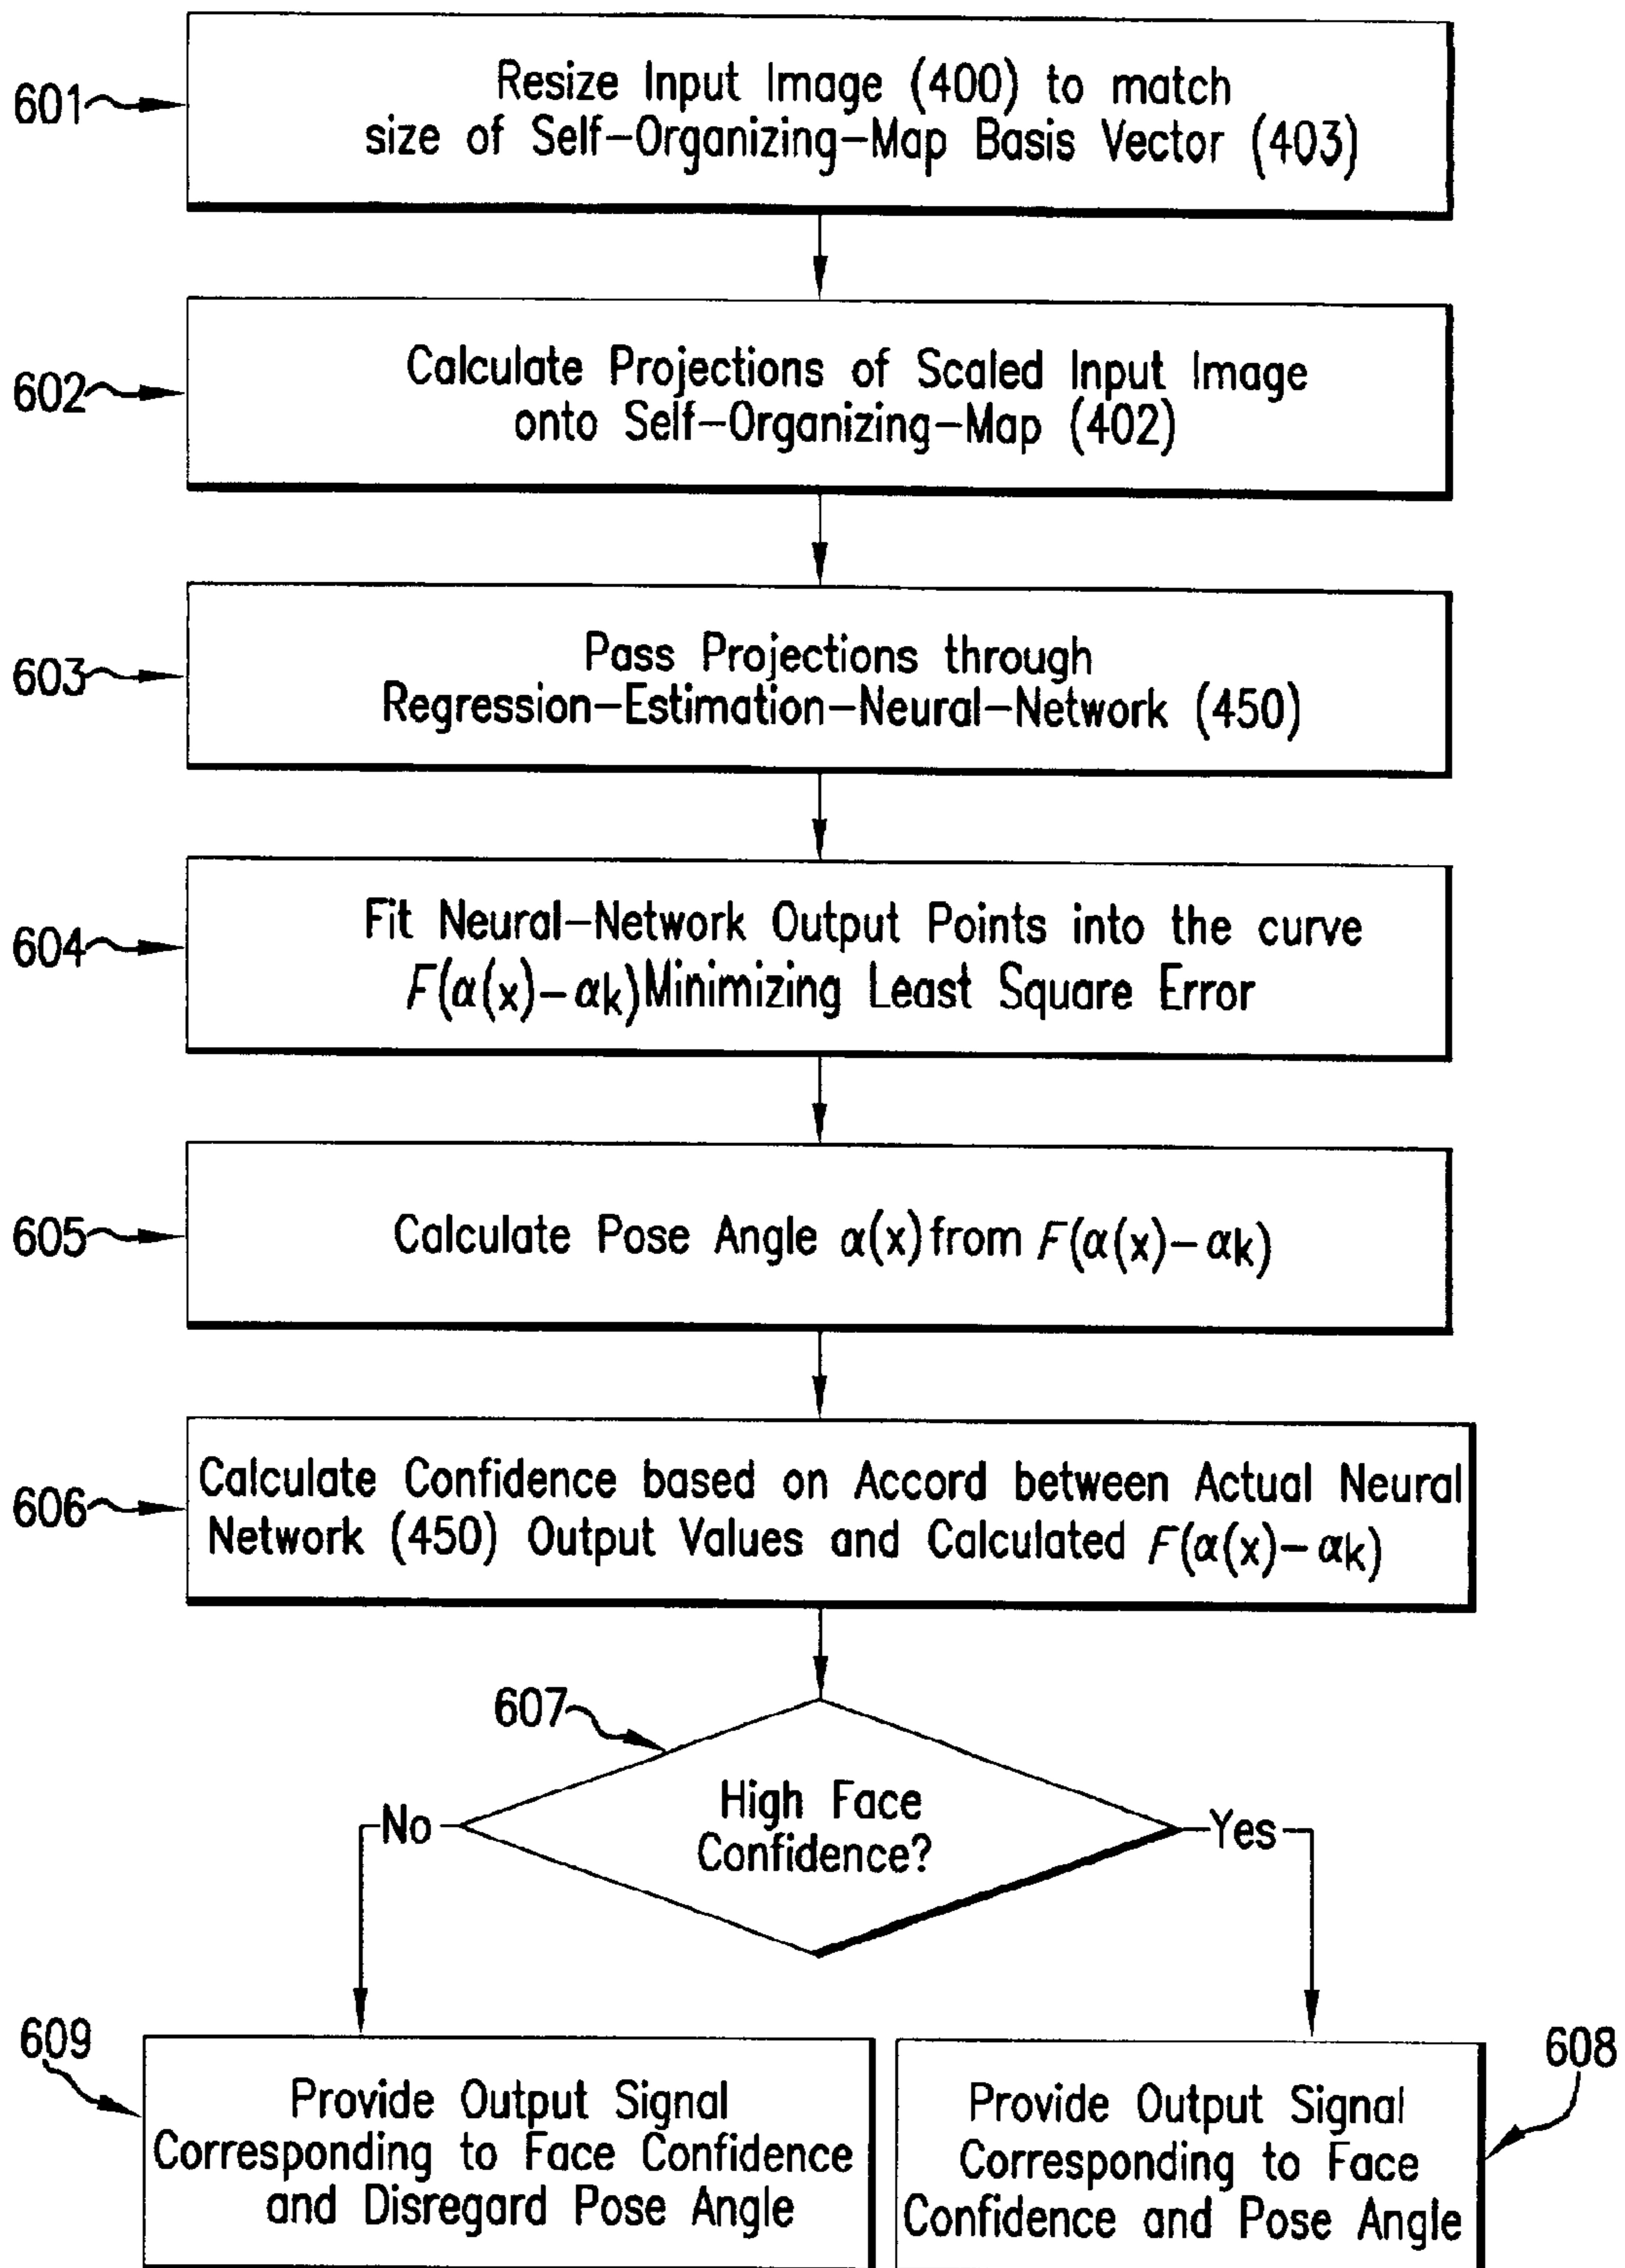 601
Resize Input Image (400) to match
size of Self-Organizing-Map Basis Vector (403)
602
Calculate Projections of Scaled Input Image
onto Self-Organizing-Map (402)
603
Pass Projections through
Regression-Estimation-Neural-Network (450)
604
Fit Neural-Network Output Points into the curve
F(α(x)-αk)Minimizing Least Square Error
605
Calculate Pose Angle α(x) from F(α(x)-αk)
606
Calculate Confidence based on Accord between Actual Neural
Network (450) Output Values and Calculated F(α(x)-αk)
607
High Face
Confidence?
No
Yes
609
Provide Output Signal
Corresponding to Face Confidence
and Disregard Pose Angle
608
Provide Output Signal
Corresponding to Face
Confidence and Pose Angle